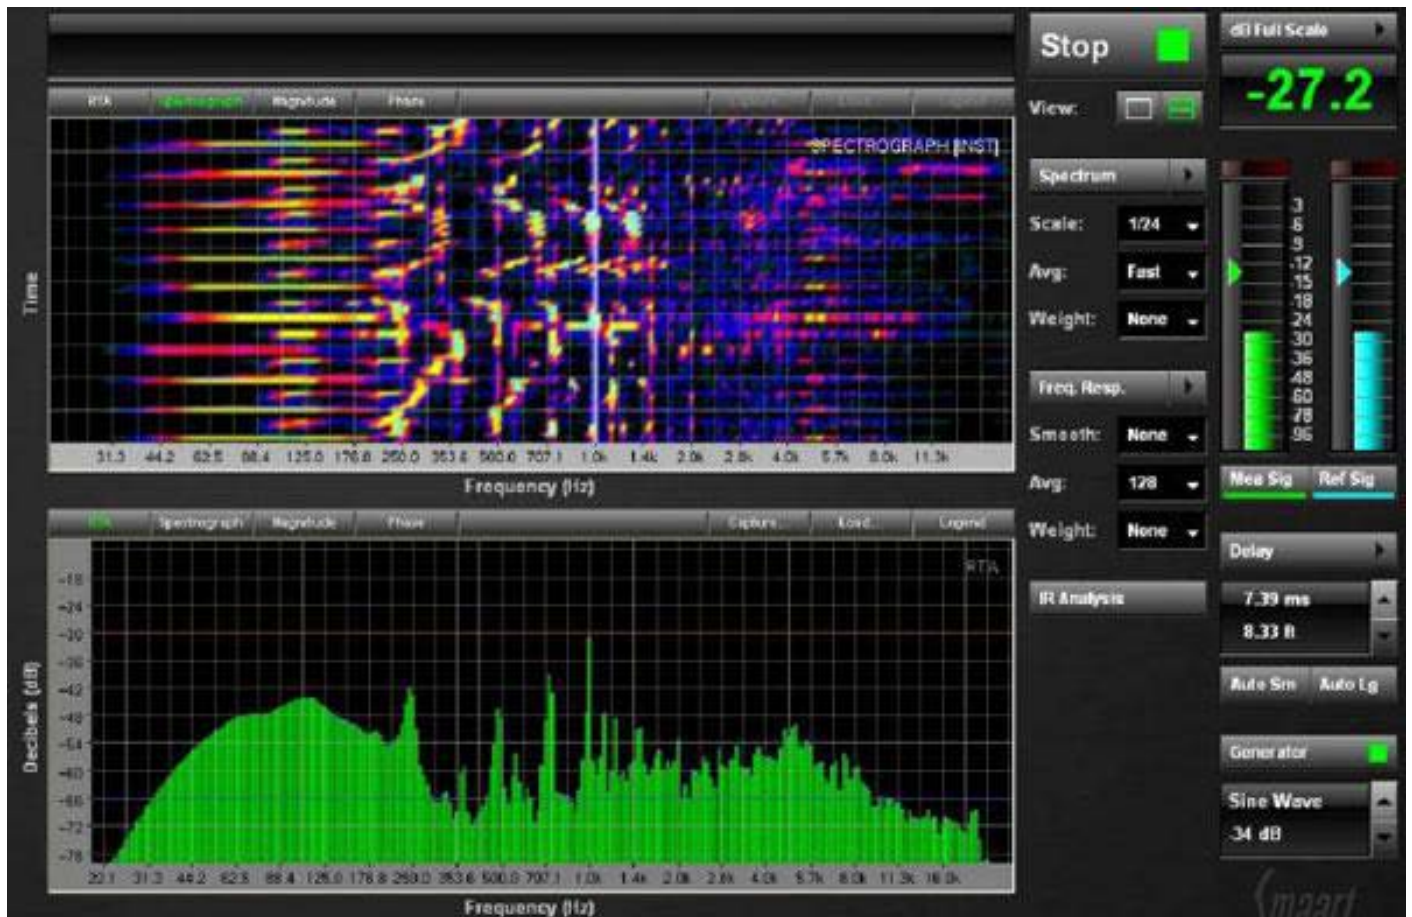 Stop
dB Full Scale
-27.2
View:
RTA Spectrograph Magnitude Phase
SPECTROGRAPH [INST]
Time
31.3 44.2 62.5 88.4 125.0 176.8 250.0 353.6 500.0 707.1 1.0k 1.4k 2.0k 2.8k 4.0k 5.7k 8.0k 11.3k
Frequency (Hz)
Spectrum
Scale: 1/24
Avg: Fast
Weight: None
Freq. Resp.
Smooth: None
Avg: 128
Weight: None
IR Analysis
3
6
9
-12
-15
-18
-24
-30
-36
-48
-60
-78
-96
Mea Sig Ref Sig
Delay
7.39 ms
8.33 ft
Auto Sm Auto Lg
Generator
Sine Wave
-34 dB
RTA Spectrograph Magnitude Phase Capture... Load... Legend
RTA
Decibels (dB)
-18
-24
-30
-36
-42
-48
-54
-60
-66
-72
-78
22.1 31.3 44.2 62.5 88.4 125.0 176.8 250.0 353.6 500.0 707.1 1.0k 1.4k 2.0k 2.8k 4.0k 5.7k 8.0k 11.3k 16.0k
Frequency (Hz)
Smaart